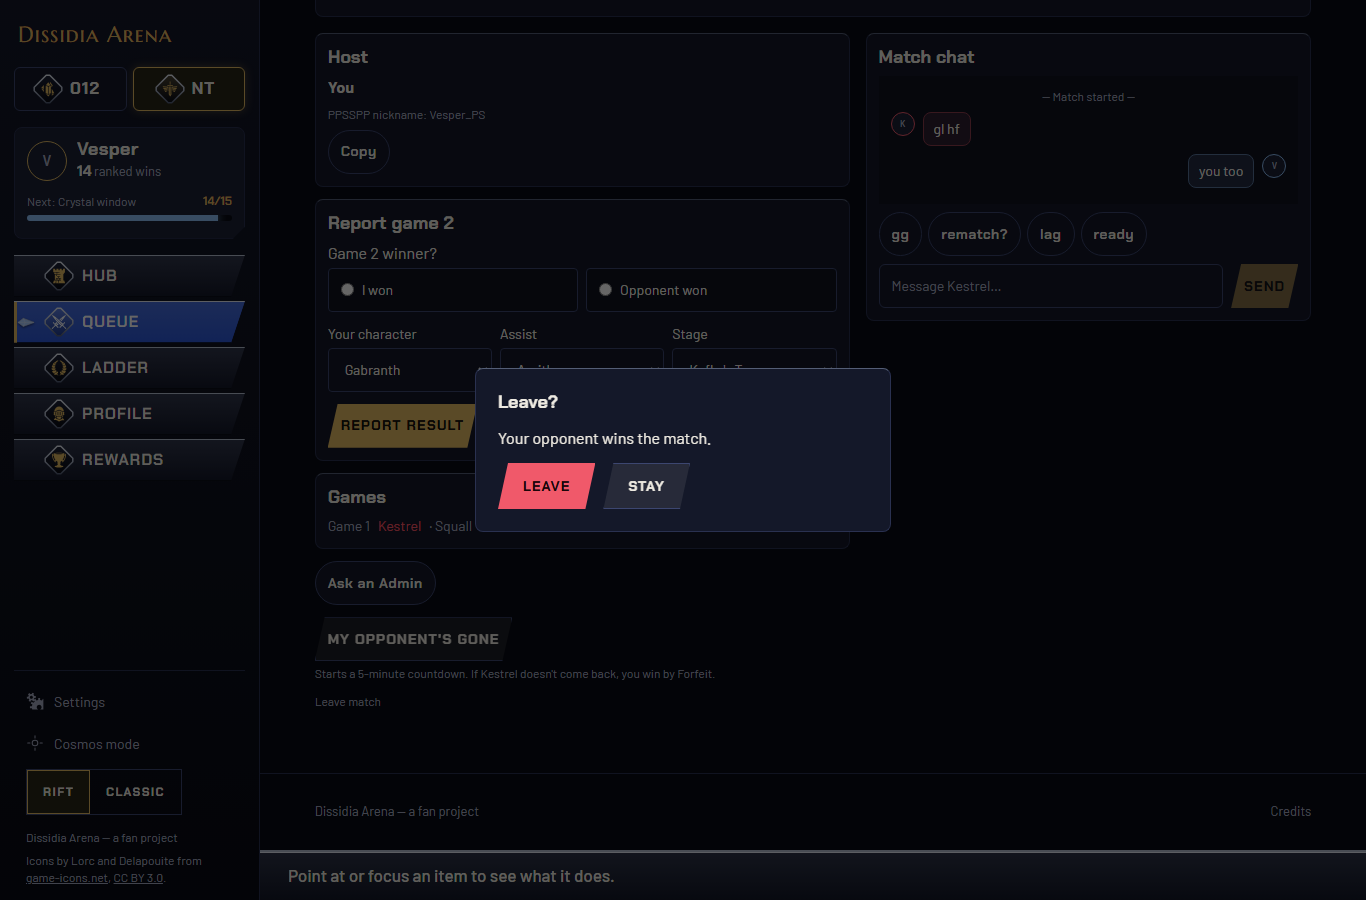 Dissidia Arena
012
NT
V
Vesper
14 ranked wins
Next: Crystal window 14/15
HUB
QUEUE
LADDER
PROFILE
REWARDS
Settings
Cosmos mode
RIFT
CLASSIC
Dissidia Arena — a fan project
Icons by Lorc and Delapouite from
game-icons.net, CC BY 3.0.
Host
You
PPSSPP nickname: Vesper_PS
Copy
Report game 2
Game 2 winner?
I won
Opponent won
Your character
Assist
Stage
Gabranth
REPORT RESULT
Games
Game 1 Kestrel · Squall
Ask an Admin
MY OPPONENT'S GONE
Starts a 5-minute countdown. If Kestrel doesn't come back, you win by Forfeit.
Leave match
Match chat
— Match started —
K
gl hf
you too
V
gg
rematch?
lag
ready
Message Kestrel...
SEND
Leave?
Your opponent wins the match.
LEAVE
STAY
Dissidia Arena — a fan project
Credits
Point at or focus an item to see what it does.